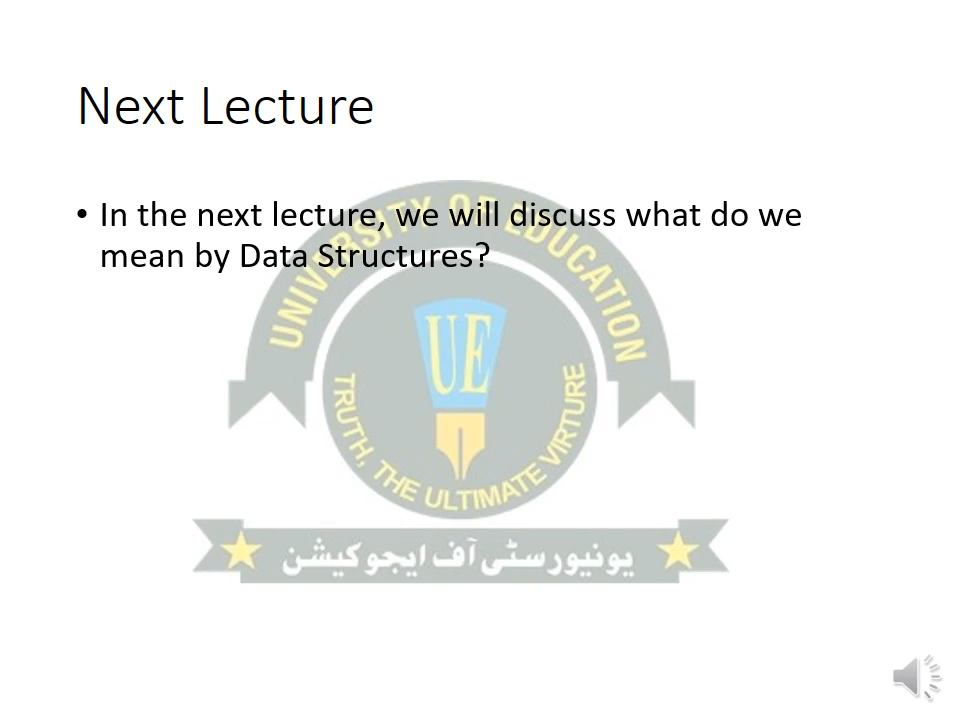 Next Lecture
• In the next lecture, we will discuss what do we
mean by Data Structures?
UNIVERSITY OF EDUCATION
UE
TRUTH, THE ULTIMATE VIRTURE
یونیورسٹی آف ایجوکیشن